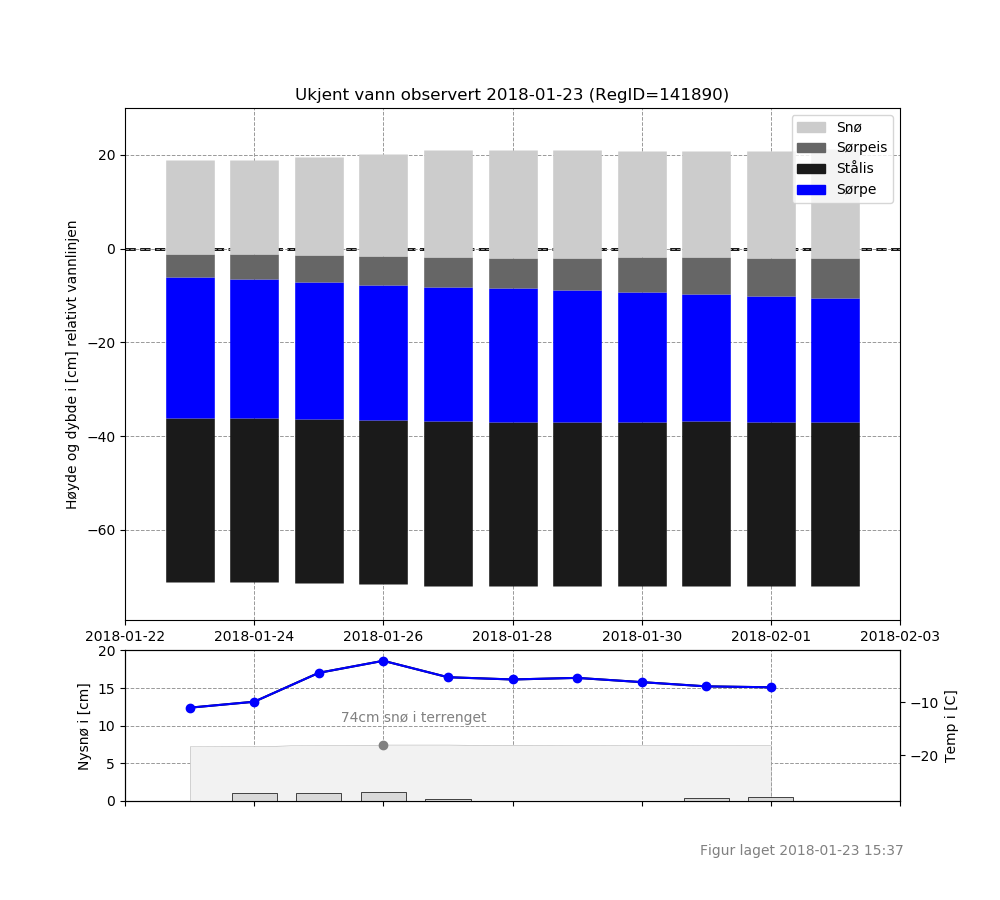 Ukjent vann observert 2018-01-23 (RegID=141890)
Snø
Sørpeis
Stålis
Sørpe
Høyde og dybde i [cm] relativt vannlinjen
20
0
−20
−40
−60
2018-01-22 2018-01-24 2018-01-26 2018-01-28 2018-01-30 2018-02-01 2018-02-03
Nysnø i [cm]
20
15
10
5
0
74cm snø i terrenget
−10
−20
Temp i [C]
Figur laget 2018-01-23 15:37